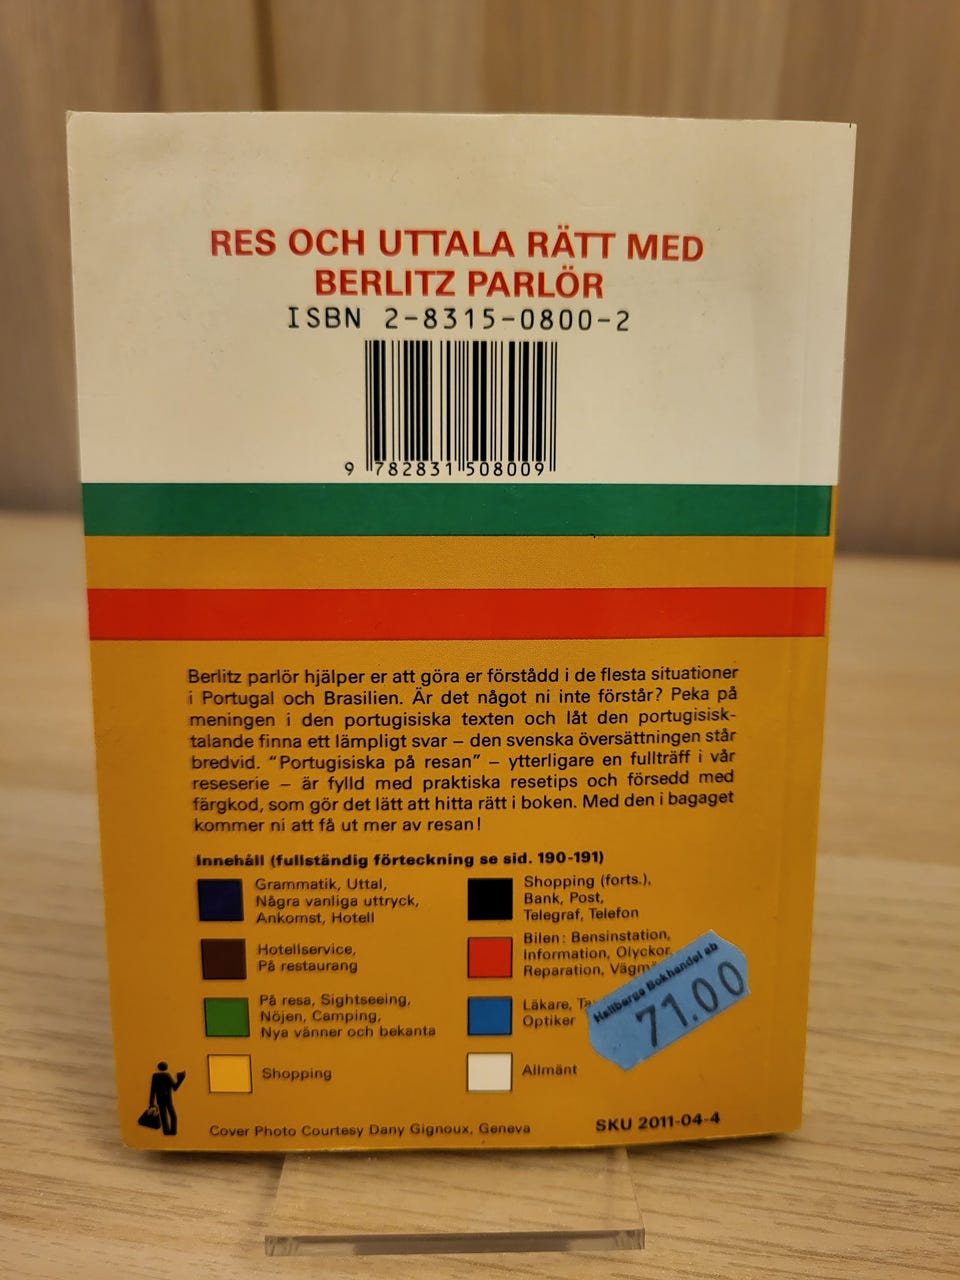 RES OCH UTTALA RÄTT MED
BERLITZ PARLÖR
ISBN 2-8315-0800-2
9 782831 508009
Berlitz parlör hjälper er att göra er förstådd i de flesta situationer
i Portugal och Brasilien. Är det något ni inte förstår? Peka på
meningen i den portugisiska texten och låt den portugisisk-
talande finna ett lämpligt svar – den svenska översättningen står
bredvid. “Portugisiska på resan” – ytterligare en fullträff i vår
reseserie – är fylld med praktiska resetips och försedd med
färgkod, som gör det lätt att hitta rätt i boken. Med den i bagaget
kommer ni att få ut mer av resan!
Innehåll (fullständig förteckning se sid. 190-191)
Grammatik, Uttal,
Några vanliga uttryck,
Ankomst, Hotell
Hotellservice,
På restaurang
På resa, Sightseeing,
Nöjen, Camping,
Nya vänner och bekanta
Shopping
Shopping (forts.),
Bank, Post,
Telegraf, Telefon
Bilen: Bensinstation,
Information, Olyckor,
Reparation,
Läkare,
Optiker
Allmänt
Hallbergs Bokhandel ab
71.00
Cover Photo Courtesy Dany Gignoux, Geneva
SKU 2011-04-4